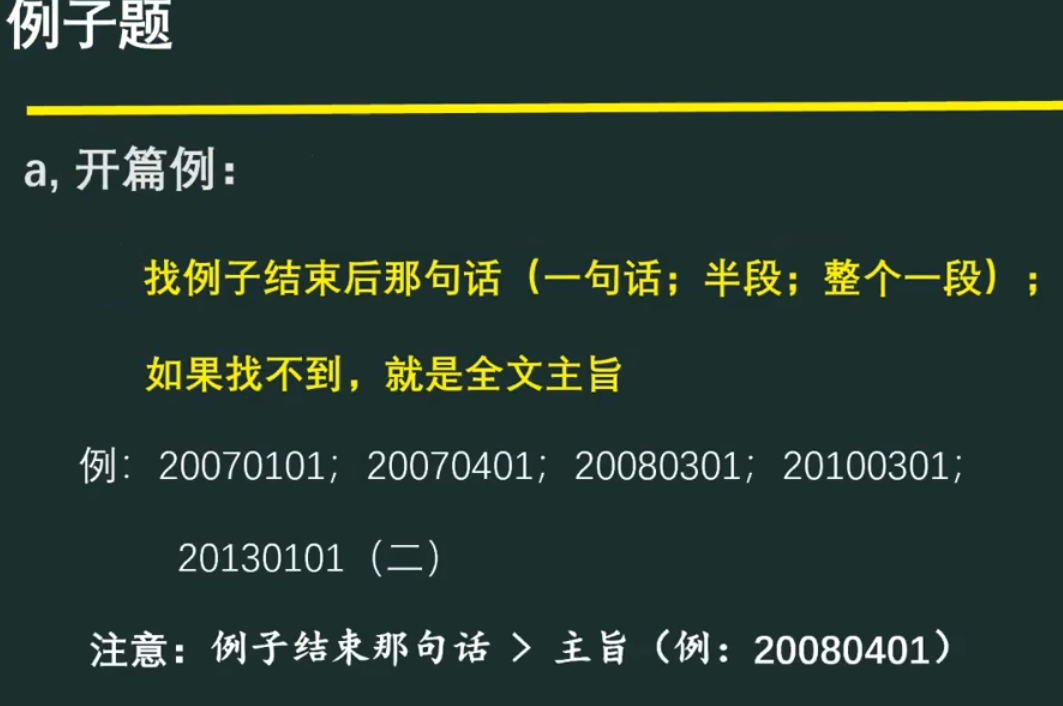 例子题
a, 开篇例：
找例子结束后那句话（一句话；半段；整个一段）；
如果找不到，就是全文主旨
例：20070101；20070401；20080301；20100301；
20130101（二）
注意：例子结束那句话 > 主旨（例：20080401）